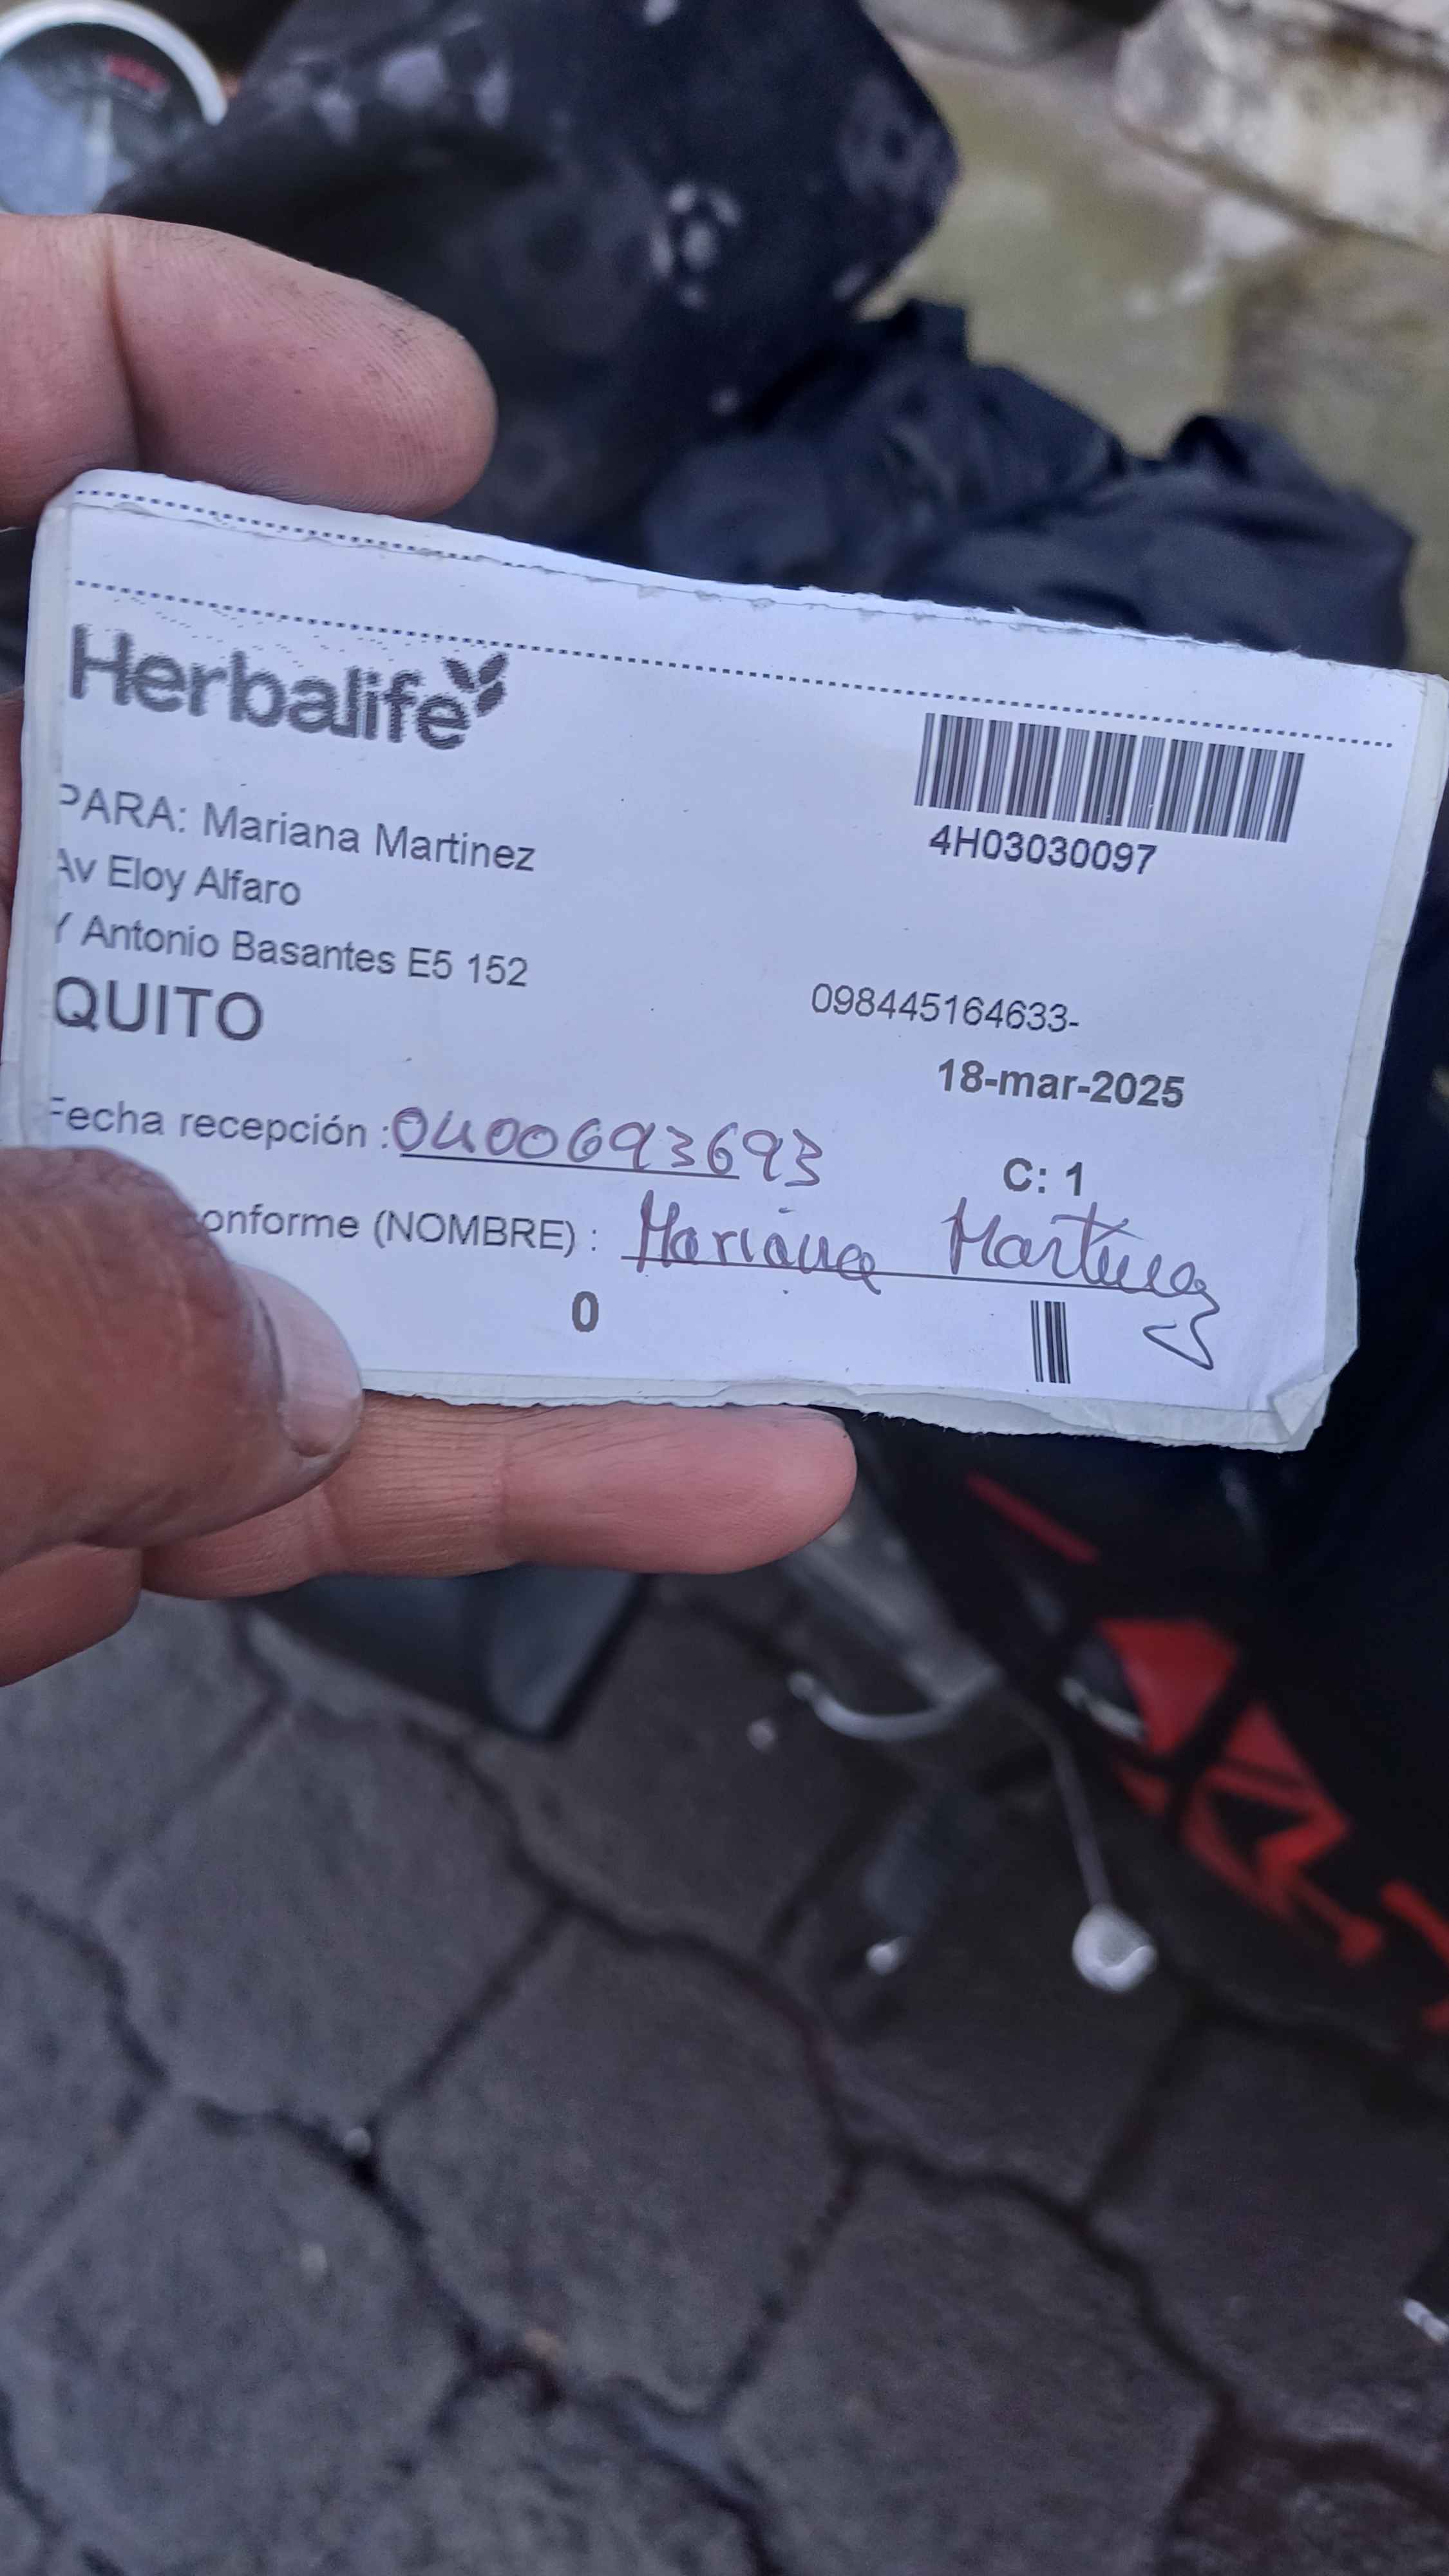 Herbalife
4H03030097
PARA: Mariana Martinez
Av Eloy Alfaro
Y Antonio Basantes E5 152
QUITO
098445164633-
18-mar-2025
Fecha recepción : 0400693693
C: 1
onforme (NOMBRE) : Mariana Martinez
0